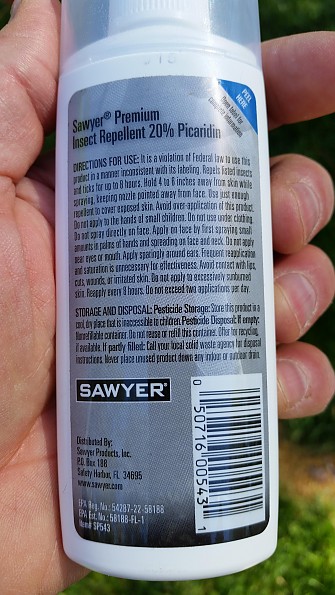 Sawyer® Premium
Insect Repellent 20% Picaridin
PEEL
HERE
DIRECTIONS FOR USE: It is a violation of Federal law to use this
product in a manner inconsistent with its labeling. Repels listed insects
and ticks for up to 8 hours. Hold 4 to 6 inches away from skin while
spraying, keeping nozzle pointed away from face. Use just enough
repellent to cover exposed skin. Avoid over-application of this product.
Do not apply to the hands of small children. Do not use under clothing.
Do not spray directly on face. Apply on face by first spraying small
amounts in palms of hands and spreading on face and neck. Do not apply
near eyes or mouth. Apply sparingly around ears. Frequent reapplication
and saturation is unnecessary for effectiveness. Avoid contact with lips,
cuts, wounds, or irritated skin. Do not apply to excessively sunburned
skin. Reapply every 8 hours. Do not exceed two applications per day.
STORAGE AND DISPOSAL: Pesticide Storage: Store this product in a
cool, dry place that is inaccessible to children. Pesticide Disposal: If empty:
Nonrefillable container. Do not reuse or refill this container. Offer for recycling,
if available. If partly filled: Call your local solid waste agency for disposal
instructions. Never place unused product down any indoor or outdoor drain.
SAWYER®
Distributed By:
Sawyer Products, Inc.
P.O. Box 188
Safety Harbor, FL 34695
www.sawyer.com
EPA Reg. No.: 54287-22-58188
EPA Est. No.: 58188-FL-1
Item# SP543
0 50716 00543 1